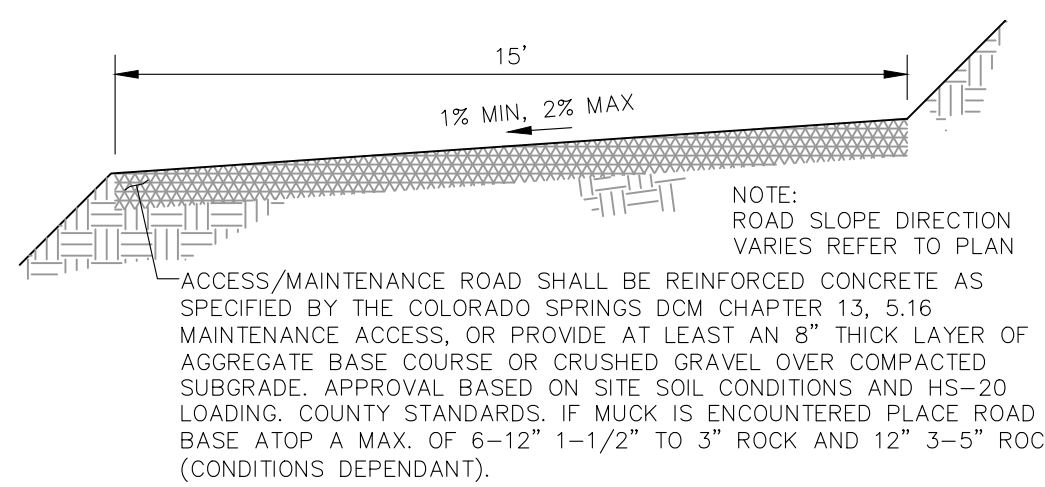 15'
1% MIN, 2% MAX
NOTE:
ROAD SLOPE DIRECTION
VARIES REFER TO PLAN
ACCESS/MAINTENANCE ROAD SHALL BE REINFORCED CONCRETE AS
SPECIFIED BY THE COLORADO SPRINGS DCM CHAPTER 13, 5.16
MAINTENANCE ACCESS, OR PROVIDE AT LEAST AN 8" THICK LAYER OF
AGGREGATE BASE COURSE OR CRUSHED GRAVEL OVER COMPACTED
SUBGRADE. APPROVAL BASED ON SITE SOIL CONDITIONS AND HS-20
LOADING. COUNTY STANDARDS. IF MUCK IS ENCOUNTERED PLACE ROAD
BASE ATOP A MAX. OF 6-12" 1-1/2" TO 3" ROCK AND 12" 3-5" ROC
(CONDITIONS DEPENDANT).